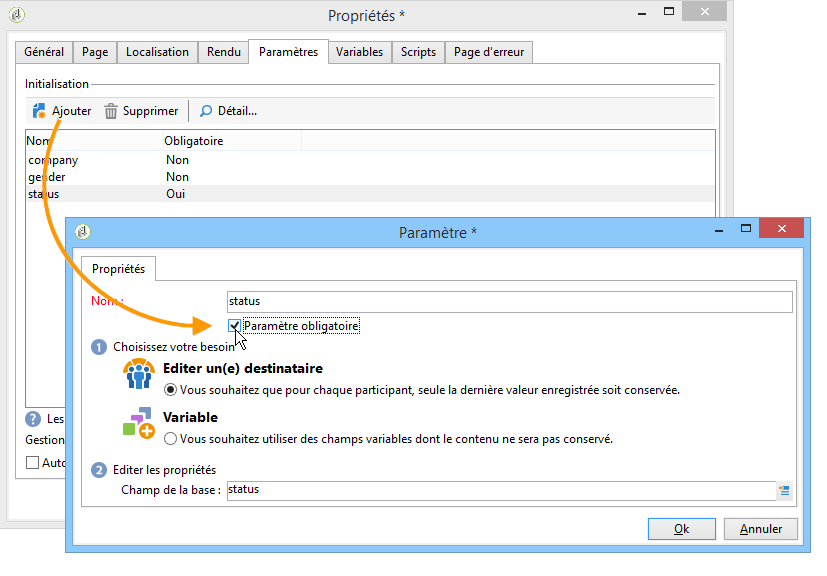 Propriétés *
Général Page Localisation Rendu Paramètres Variables Scripts Page d'erreur
Initialisation
Ajouter Supprimer Détail...
Nom Obligatoire
company Non
gender Non
status Oui
Paramètre *
Propriétés
Nom : status
Paramètre obligatoire
1 Choisissez votre besoin
Editer un(e) destinataire
Vous souhaitez que pour chaque participant, seule la dernière valeur enregistrée soit conservée.
? Les
Variable
Gestion
Vous souhaitez utiliser des champs variables dont le contenu ne sera pas conservé.
Auto
2 Editer les propriétés
Champ de la base : status
Ok Annuler